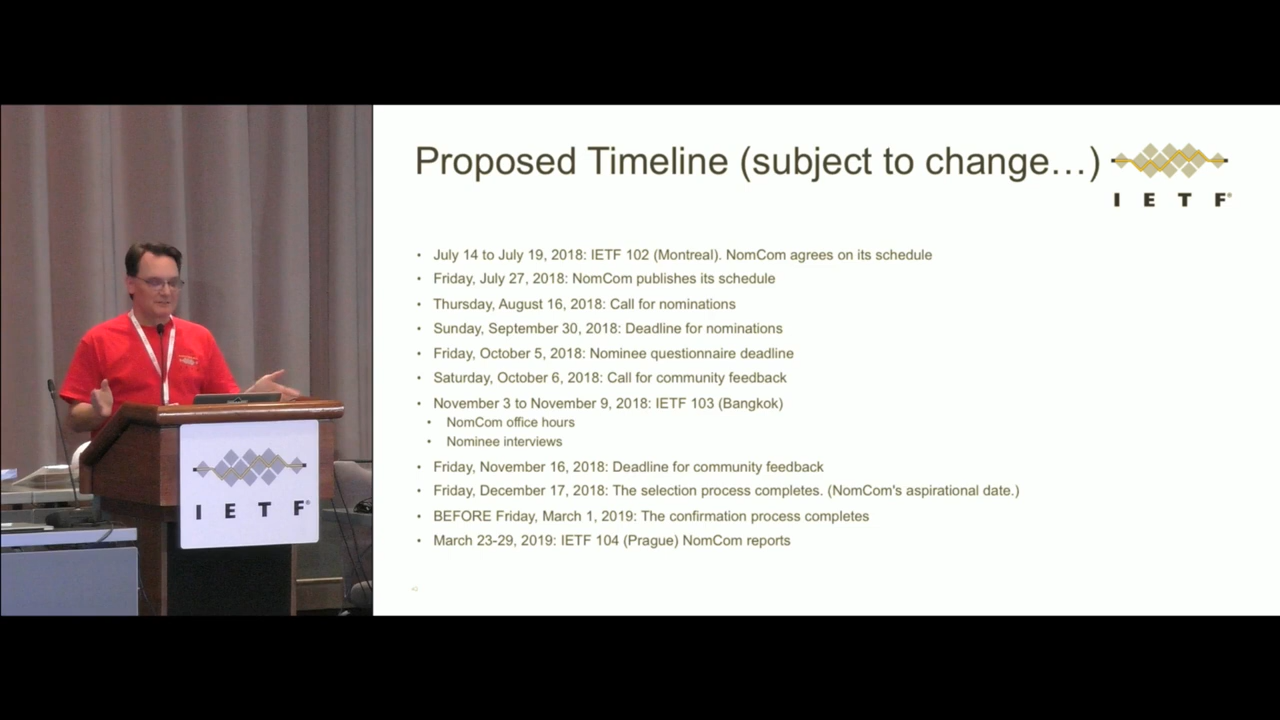 Proposed Timeline (subject to change…)
I E T F®
• July 14 to July 19, 2018: IETF 102 (Montreal). NomCom agrees on its schedule
• Friday, July 27, 2018: NomCom publishes its schedule
• Thursday, August 16, 2018: Call for nominations
• Sunday, September 30, 2018: Deadline for nominations
• Friday, October 5, 2018: Nominee questionnaire deadline
• Saturday, October 6, 2018: Call for community feedback
• November 3 to November 9, 2018: IETF 103 (Bangkok)
• NomCom office hours
• Nominee interviews
• Friday, November 16, 2018: Deadline for community feedback
• Friday, December 17, 2018: The selection process completes. (NomCom's aspirational date.)
• BEFORE Friday, March 1, 2019: The confirmation process completes
• March 23-29, 2019: IETF 104 (Prague) NomCom reports
I E T F®